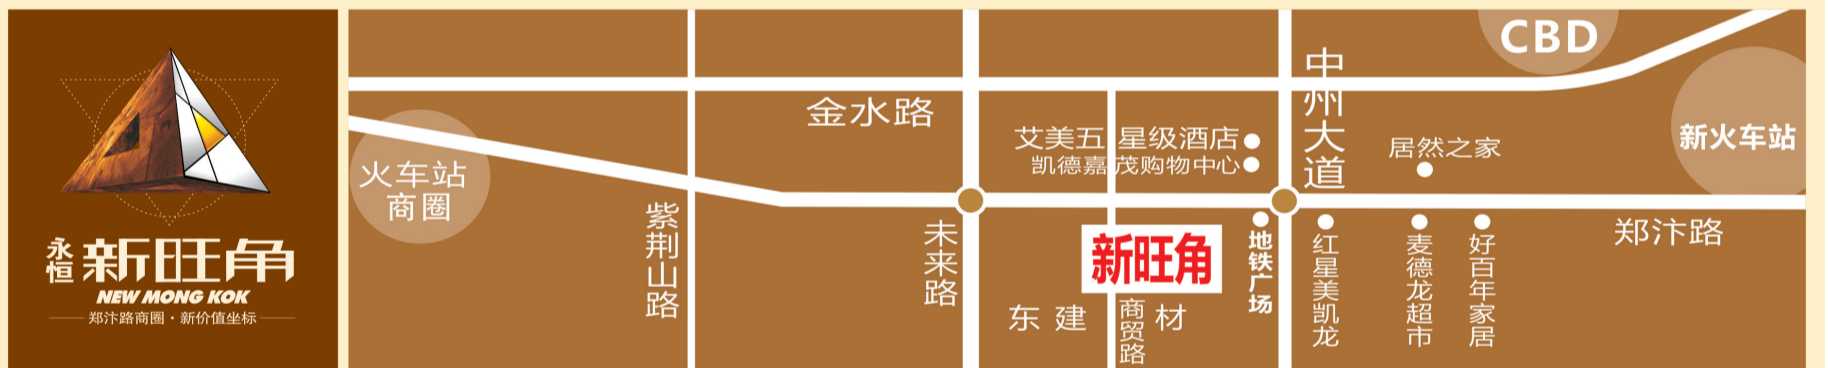 永恒
新旺角
NEW MONG KOK
郑汴路商圈·新价值坐标
CBD
中州大道
金水路
艾美五星级酒店
凯德嘉茂购物中心
居然之家
新火车站
火车站
商圈
紫荆山路
未来路
新旺角
地铁广场
红星美凯龙
麦德龙超市
好百年家居
郑汴路
东建材
商贸路